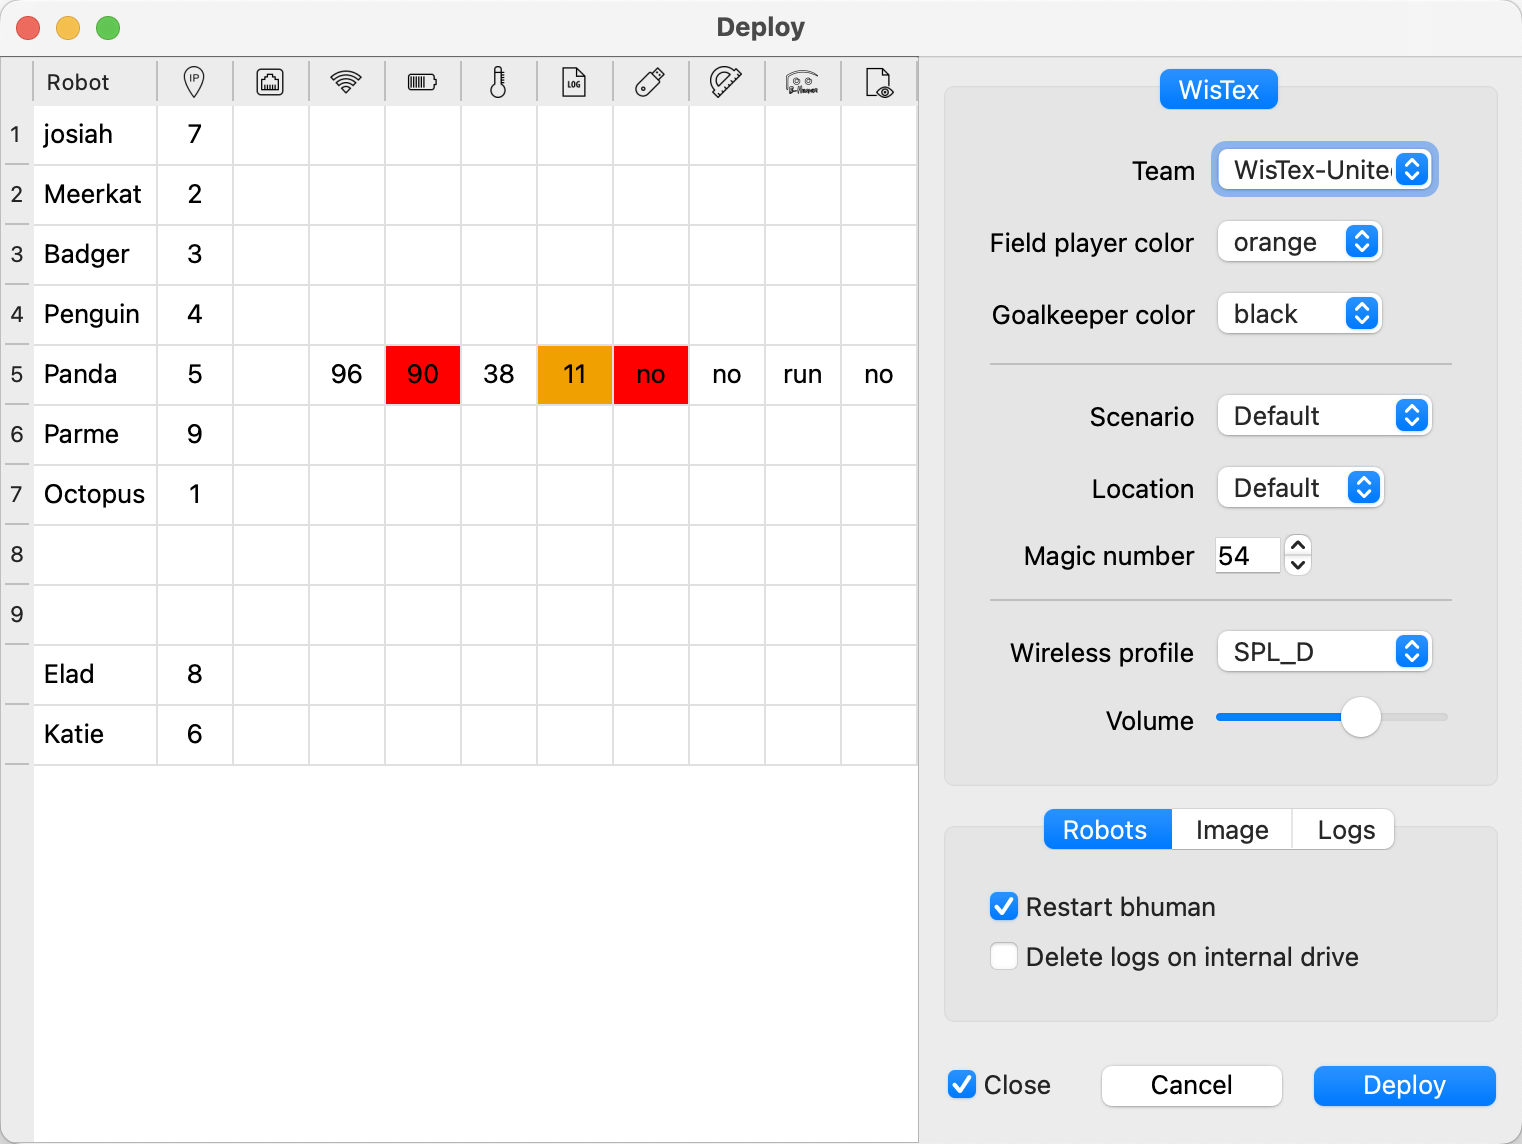 Deploy
Robot IP LOG B-Human
1 josiah 7
2 Meerkat 2
3 Badger 3
4 Penguin 4
5 Panda 5 96 90 38 11 no no run no
6 Parme 9
7 Octopus 1
8
9
Elad 8
Katie 6
WisTex
Team WisTex-Unite
Field player color orange
Goalkeeper color black
Scenario Default
Location Default
Magic number 54
Wireless profile SPL_D
Volume
Robots Image Logs
Restart bhuman
Delete logs on internal drive
Close Cancel Deploy